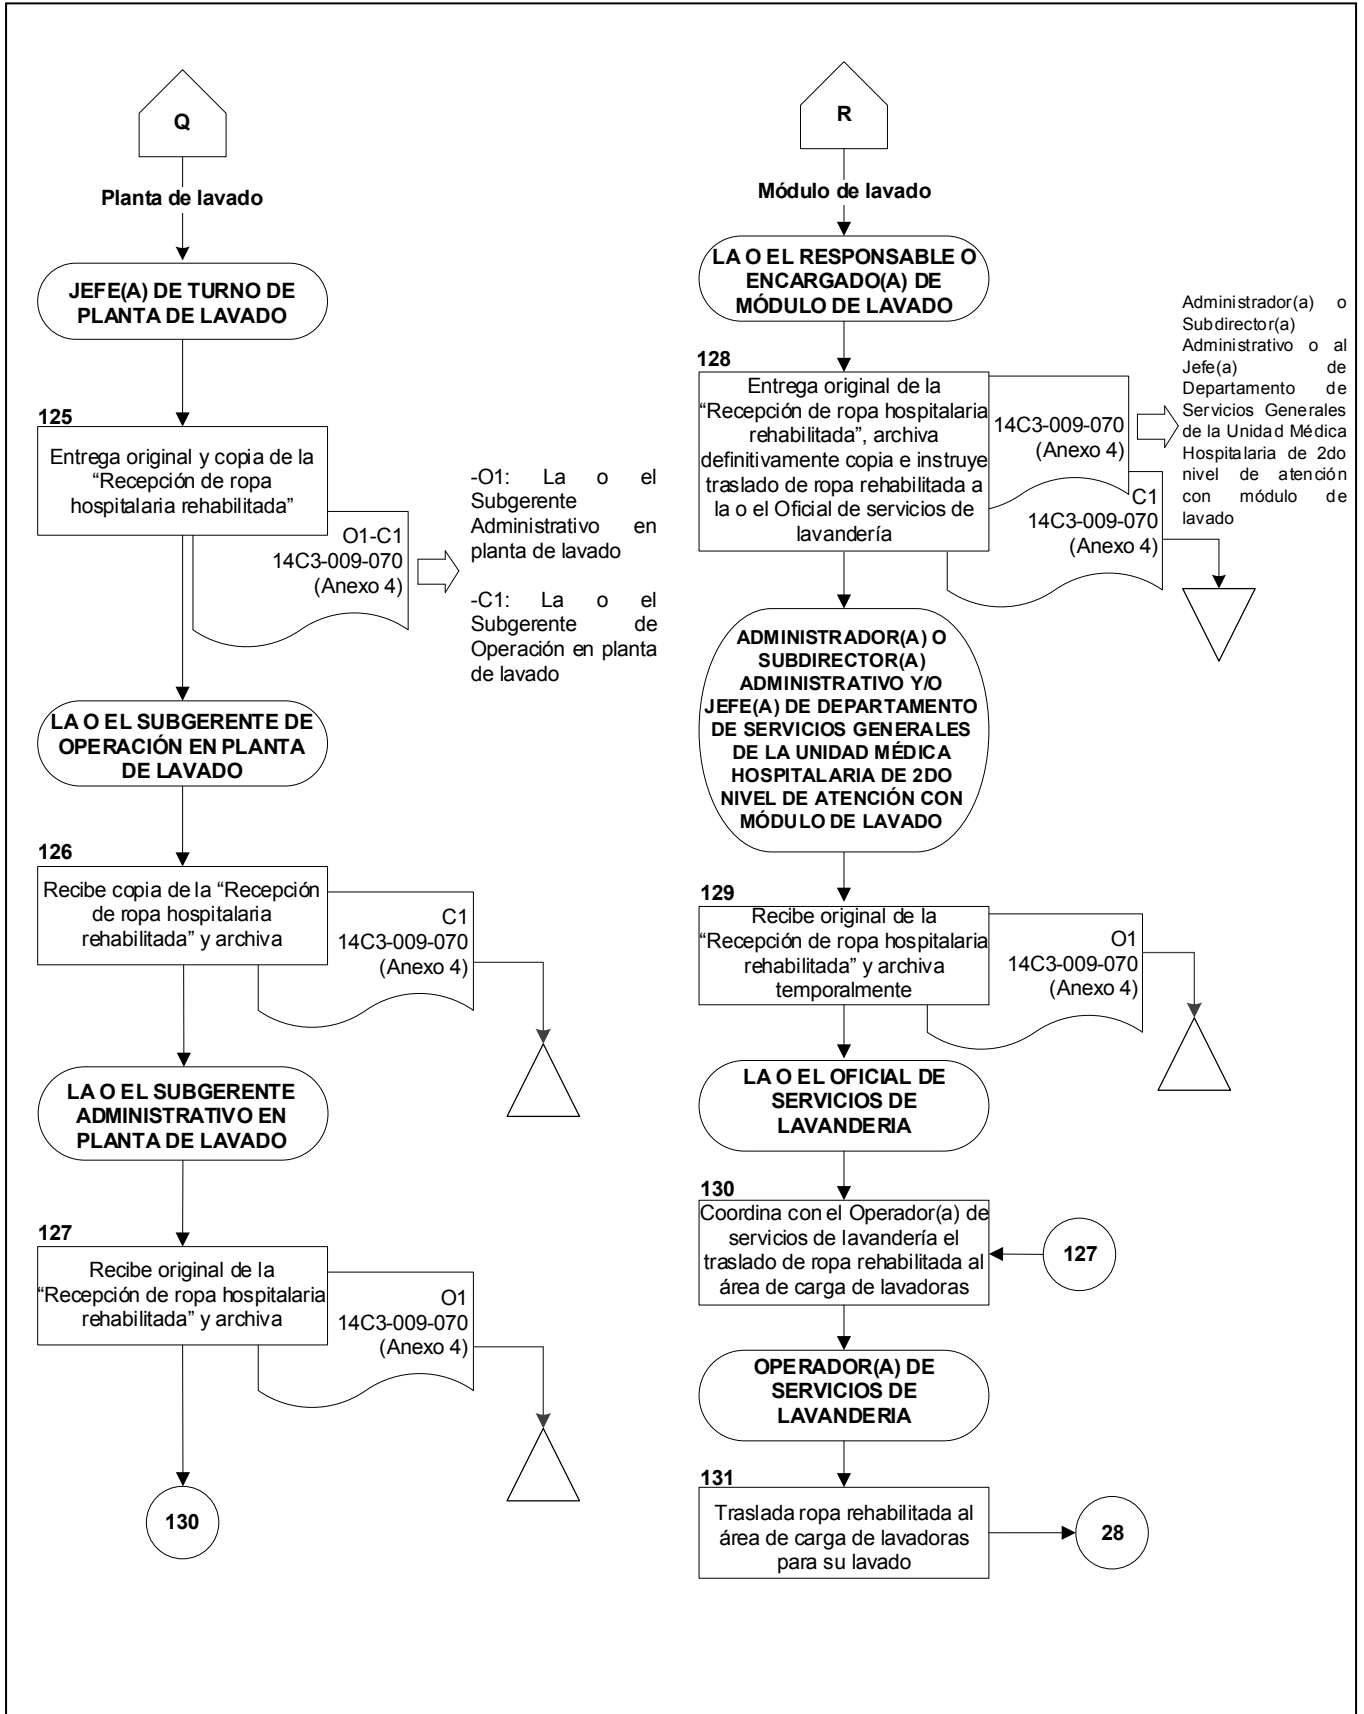 Q
Planta de lavado
JEFE(A) DE TURNO DE
PLANTA DE LAVADO
125
Entrega original y copia de la
“Recepción de ropa
hospitalaria rehabilitada”
O1-C1
14C3-009-070
(Anexo 4)
-O1: La o el
Subgerente
Administrativo en
planta de lavado
-C1: La o el
Subgerente de
Operación en planta
de lavado
LA O EL SUBGERENTE DE
OPERACIÓN EN PLANTA
DE LAVADO
126
Recibe copia de la “Recepción
de ropa hospitalaria
rehabilitada” y archiva
C1
14C3-009-070
(Anexo 4)
LA O EL SUBGERENTE
ADMINISTRATIVO EN
PLANTA DE LAVADO
127
Recibe original de la
“Recepción de ropa hospitalaria
rehabilitada” y archiva
O1
14C3-009-070
(Anexo 4)
130
R
Módulo de lavado
LA O EL RESPONSABLE O
ENCARGADO(A) DE
MÓDULO DE LAVADO
128
Entrega original de la
“Recepción de ropa hospitalaria
rehabilitada”, archiva
definitivamente copia e instruye
traslado de ropa rehabilitada a
la o el Oficial de servicios de
lavandería
14C3-009-070
(Anexo 4)
C1
14C3-009-070
(Anexo 4)
Administrador(a) o
Subdirector(a)
Administrativo o al
Jefe(a) de
Departamento de
Servicios Generales
de la Unidad Médica
Hospitalaria de 2do
nivel de atención
con módulo de
lavado
ADMINISTRADOR(A) O
SUBDIRECTOR(A)
ADMINISTRATIVO Y/O
JEFE(A) DE DEPARTAMENTO
DE SERVICIOS GENERALES
DE LA UNIDAD MÉDICA
HOSPITALARIA DE 2DO
NIVEL DE ATENCIÓN CON
MÓDULO DE LAVADO
129
Recibe original de la
“Recepción de ropa hospitalaria
rehabilitada” y archiva
temporalmente
O1
14C3-009-070
(Anexo 4)
LA O EL OFICIAL DE
SERVICIOS DE
LAVANDERIA
130
Coordina con el Operador(a) de
servicios de lavandería el
traslado de ropa rehabilitada al
área de carga de lavadoras
127
OPERADOR(A) DE
SERVICIOS DE
LAVANDERIA
131
Traslada ropa rehabilitada al
área de carga de lavadoras
para su lavado
28